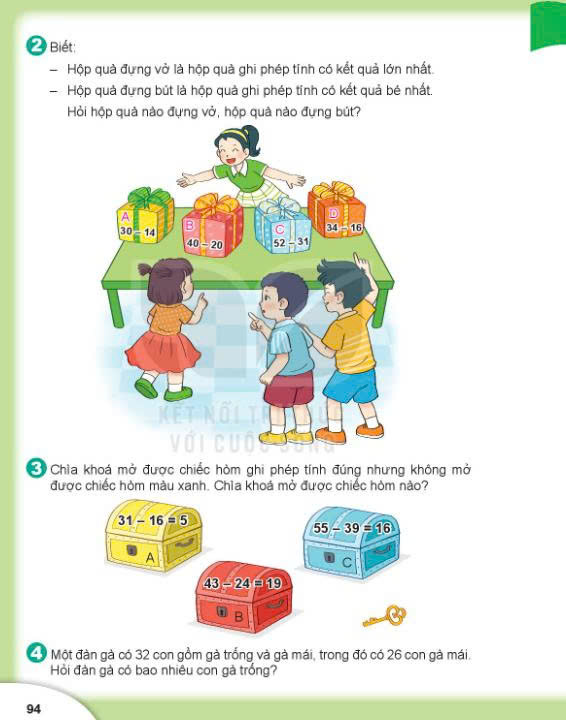 2 Biết:
– Hộp quà đựng vở là hộp quà ghi phép tính có kết quả lớn nhất.
– Hộp quà đựng bút là hộp quà ghi phép tính có kết quả bé nhất.
Hỏi hộp quà nào đựng vở, hộp quà nào đựng bút?
A
30 – 14
B
40 – 20
C
52 – 31
D
34 – 16
KẾT NỐI TRI THỨC
VỚI CUỘC SỐNG
3 Chìa khoá mở được chiếc hòm ghi phép tính đúng nhưng không mở
được chiếc hòm màu xanh. Chìa khoá mở được chiếc hòm nào?
31 – 16 = 5
A
43 – 24 = 19
B
55 – 39 = 16
C
4 Một đàn gà có 32 con gồm gà trống và gà mái, trong đó có 26 con gà mái.
Hỏi đàn gà có bao nhiêu con gà trống?
94